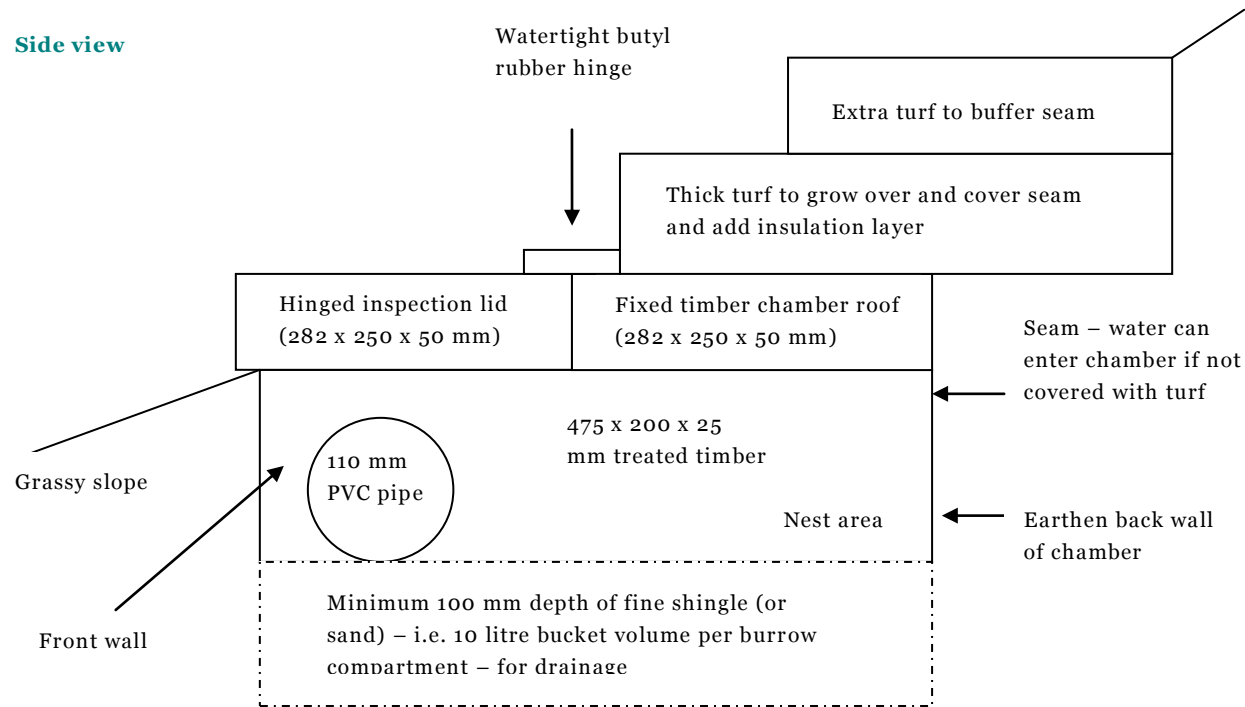 Side view
Watertight butyl
rubber hinge
Extra turf to buffer seam
Thick turf to grow over and cover seam
and add insulation layer
Hinged inspection lid
(282 x 250 x 50 mm)
Fixed timber chamber roof
(282 x 250 x 50 mm)
Seam – water can
enter chamber if not
covered with turf
475 x 200 x 25
mm treated timber
110 mm
PVC pipe
Grassy slope
Nest area
Earthen back wall
of chamber
Minimum 100 mm depth of fine shingle (or
sand) – i.e. 10 litre bucket volume per burrow
compartment – for drainage
Front wall